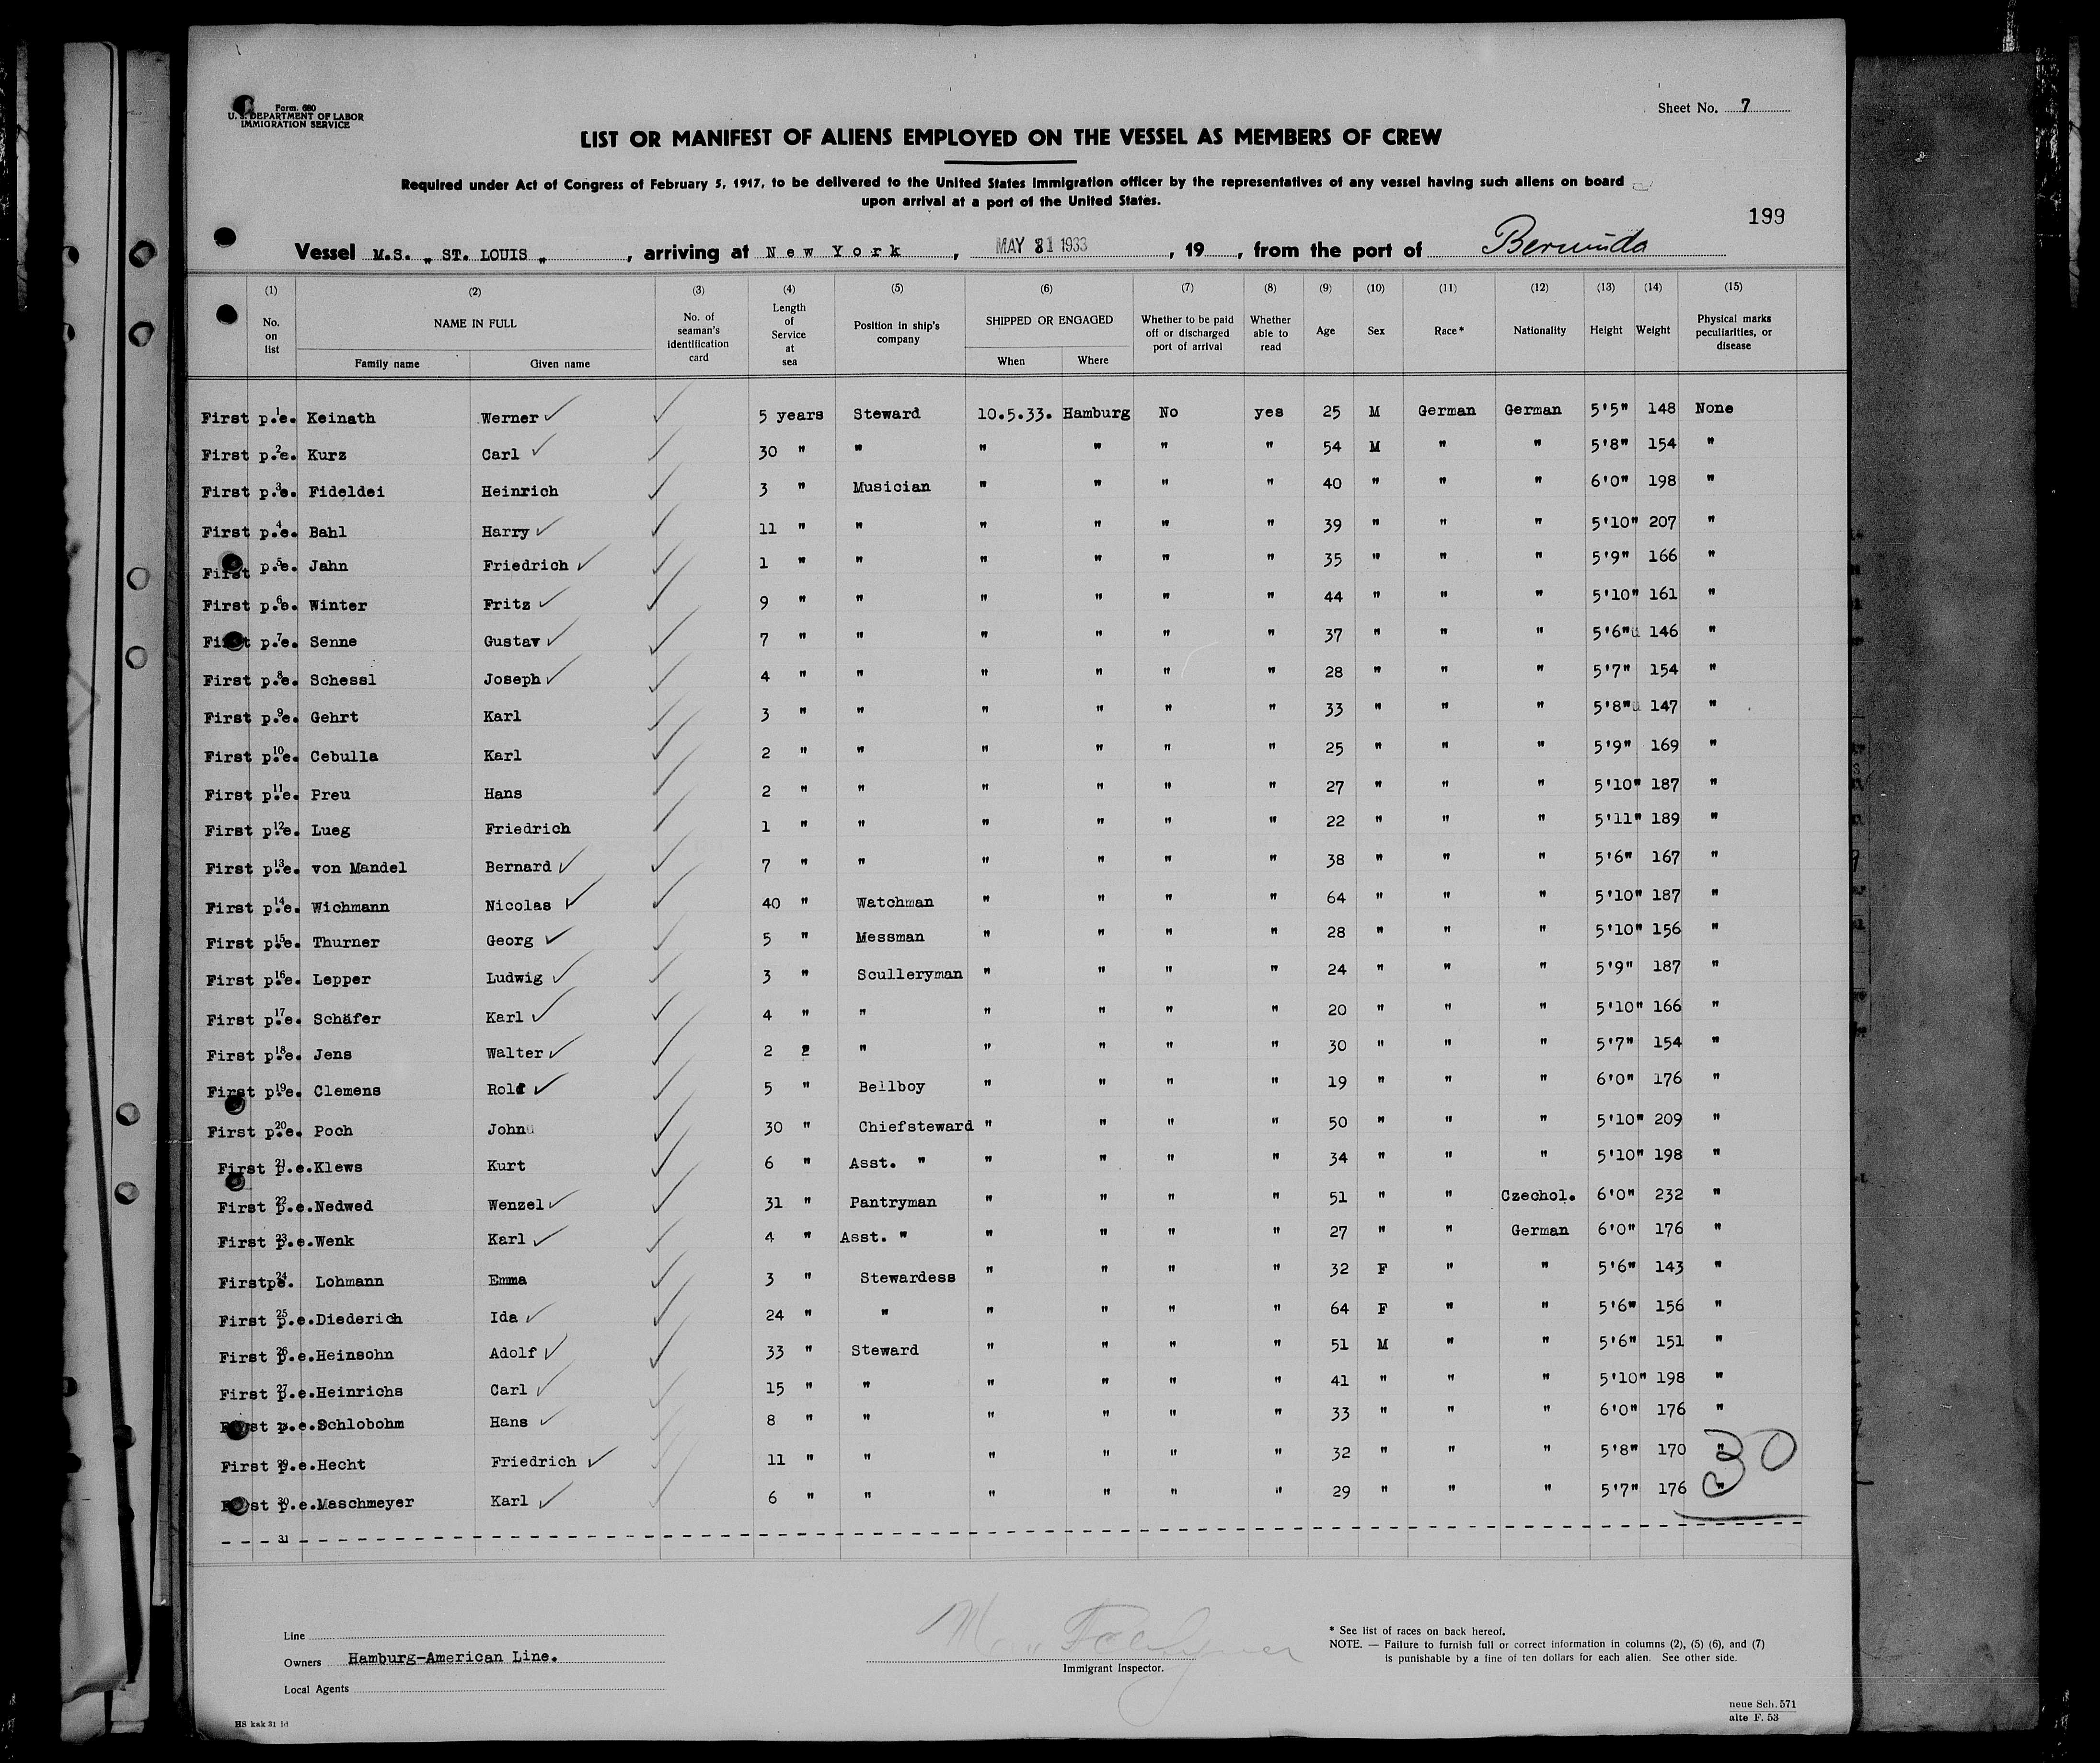 Form. 680
U. S. DEPARTMENT OF LABOR
IMMIGRATION SERVICE
Sheet No. 7
LIST OR MANIFEST OF ALIENS EMPLOYED ON THE VESSEL AS MEMBERS OF CREW
Required under Act of Congress of February 5, 1917, to be delivered to the United States immigration officer by the representatives of any vessel having such aliens on board
upon arrival at a port of the United States.
199
Vessel M.S. „ ST. LOUIS „ , arriving at New York , MAY 31 1933 , 19 , from the port of Bermuda
(1) (2) (3) (4) (5) (6) (7) (8) (9) (10) (11) (12) (13) (14) (15)
No. on list NAME IN FULL Family name Given name No. of seaman's identification card Length of Service at sea Position in ship's company SHIPPED OR ENGAGED When Where Whether to be paid off or discharged port of arrival Whether able to read Age Sex Race* Nationality Height Weight Physical marks peculiarities, or disease
First p.e. 1 Keinath Werner 5 years Steward 10.5.33. Hamburg No yes 25 M German German 5'5" 148 None
First p.e. 2 Kurz Carl 30 " " " " " " 54 M " " 5'8" 154 "
First p.e. 3 Fideldei Heinrich 3 " Musician " " " " 40 " " " 6'0" 198 "
First p.e. 4 Bahl Harry 11 " " " " " " 39 " " " 5'10" 207 "
First p.e. 5 Jahn Friedrich 1 " " " " " " 35 " " " 5'9" 166 "
First p.e. 6 Winter Fritz 9 " " " " " " 44 " " " 5'10" 161 "
First p.e. 7 Senne Gustav 7 " " " " " " 37 " " " 5'6" 146 "
First p.e. 8 Schessl Joseph 4 " " " " " " 28 " " " 5'7" 154 "
First p.e. 9 Gehrt Karl 3 " " " " " " 33 " " " 5'8" 147 "
First p.e. 10 Cebulla Karl 2 " " " " " " 25 " " " 5'9" 169 "
First p.e. 11 Preu Hans 2 " " " " " " 27 " " " 5'10" 187 "
First p.e. 12 Lueg Friedrich 1 " " " " " " 22 " " " 5'11" 189 "
First p.e. 13 von Mandel Bernard 7 " " " " " " 38 " " " 5'6" 167 "
First p.e. 14 Wichmann Nicolas 40 " Watchman " " " " 64 " " " 5'10" 187 "
First p.e. 15 Thurner Georg 5 " Messman " " " " 28 " " " 5'10" 156 "
First p.e. 16 Lepper Ludwig 3 " Sculleryman " " " " 24 " " " 5'9" 187 "
First p.e. 17 Schäfer Karl 4 " " " " " " 20 " " " 5'10" 166 "
First p.e. 18 Jens Walter 2 2 " " " " " 30 " " " 5'7" 154 "
First p.e. 19 Clemens Rolf 5 " Bellboy " " " " 19 " " " 6'0" 176 "
First p.e. 20 Poch John 30 " Chiefsteward " " " " 50 " " " 5'10" 209 "
First p.e. 21 Klews Kurt 6 " Asst. " " " " " 34 " " " 5'10" 198 "
First p.e. 22 Nedwed Wenzel 31 " Pantryman " " " " 51 " " Czechol. 6'0" 232 "
First p.e. 23 Wenk Karl 4 " Asst. " " " " " 27 " " German 6'0" 176 "
Firstpe. 24 Lohmann Emma 3 " Stewardess " " " " 32 F " " 5'6" 143 "
First p.e. 25 Diederich Ida 24 " " " " " " 64 F " " 5'6" 156 "
First p.e. 26 Heinsohn Adolf 33 " Steward " " " " 51 M " " 5'6" 151 "
First p.e. 27 Heinrichs Carl 15 " " " " " " 41 " " " 5'10" 198 "
First p.e. 28 Schlobohm Hans 8 " " " " " " 33 " " " 6'0" 176 "
First p.e. 29 Hecht Friedrich 11 " " " " " " 32 " " " 5'8" 170 "
First p.e. 30 Maschmeyer Karl 6 " " " " " " 29 " " " 5'7" 176 "
30
31
Line
Owners Hamburg-American Line.
Local Agents
Immigrant Inspector.
* See list of races on back hereof.
NOTE. — Failure to furnish full or correct information in columns (2), (5) (6), and (7)
is punishable by a fine of ten dollars for each alien. See other side.
HS kak 31 1d
neue Sch. 571
alte F. 53